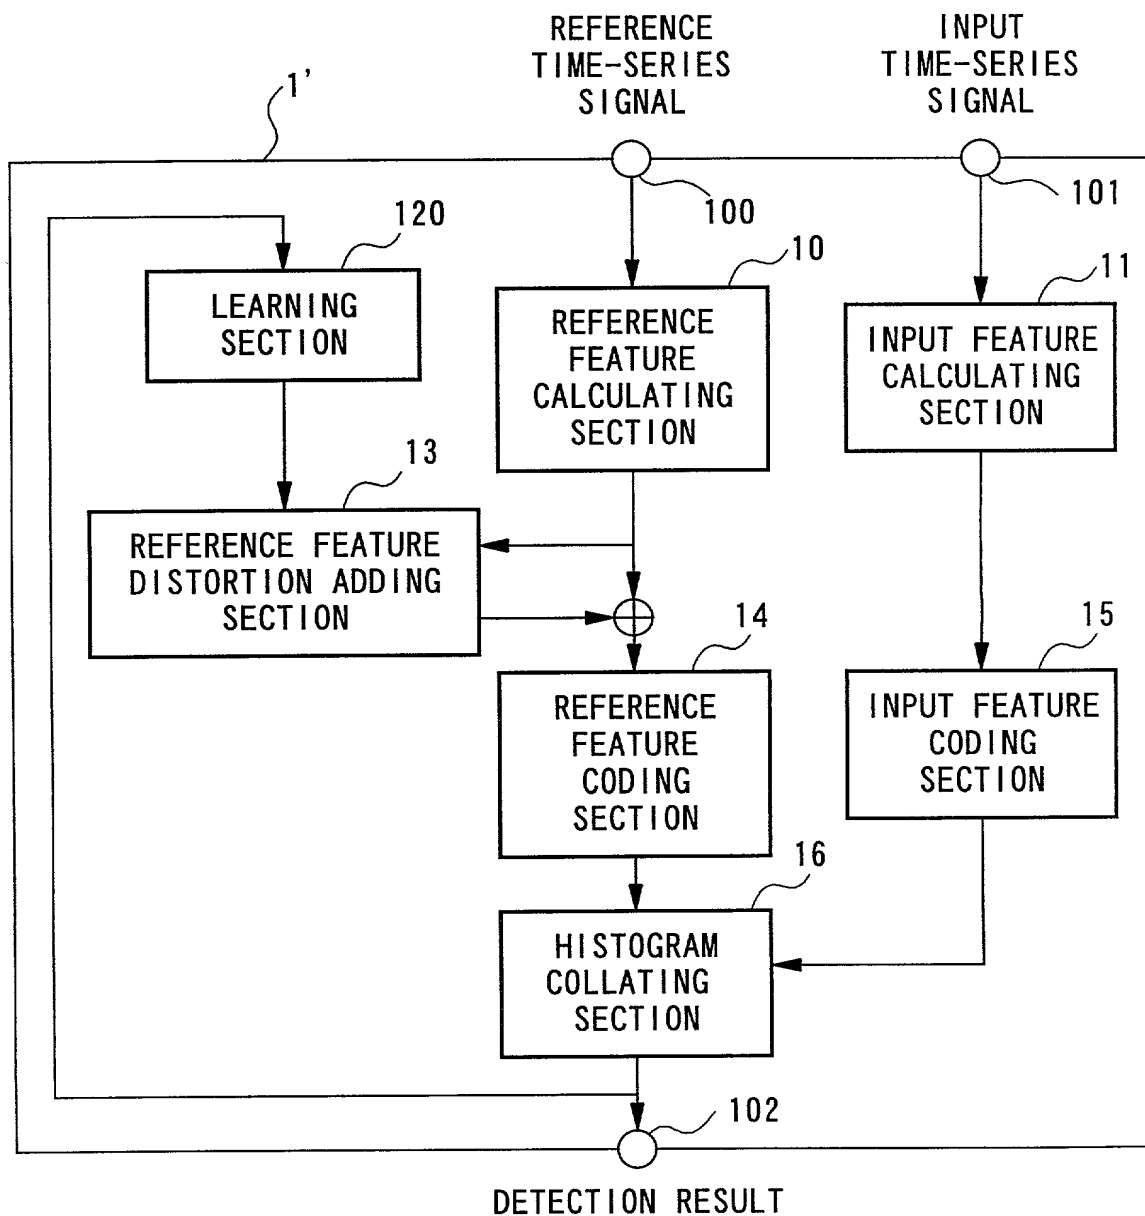 REFERENCE
TIME-SERIES
SIGNAL
INPUT
TIME-SERIES
SIGNAL
1'
100
101
120
LEARNING
SECTION
10
REFERENCE
FEATURE
CALCULATING
SECTION
11
INPUT FEATURE
CALCULATING
SECTION
13
REFERENCE FEATURE
DISTORTION ADDING
SECTION
14
REFERENCE
FEATURE
CODING
SECTION
15
INPUT FEATURE
CODING
SECTION
16
HISTOGRAM
COLLATING
SECTION
102
DETECTION RESULT